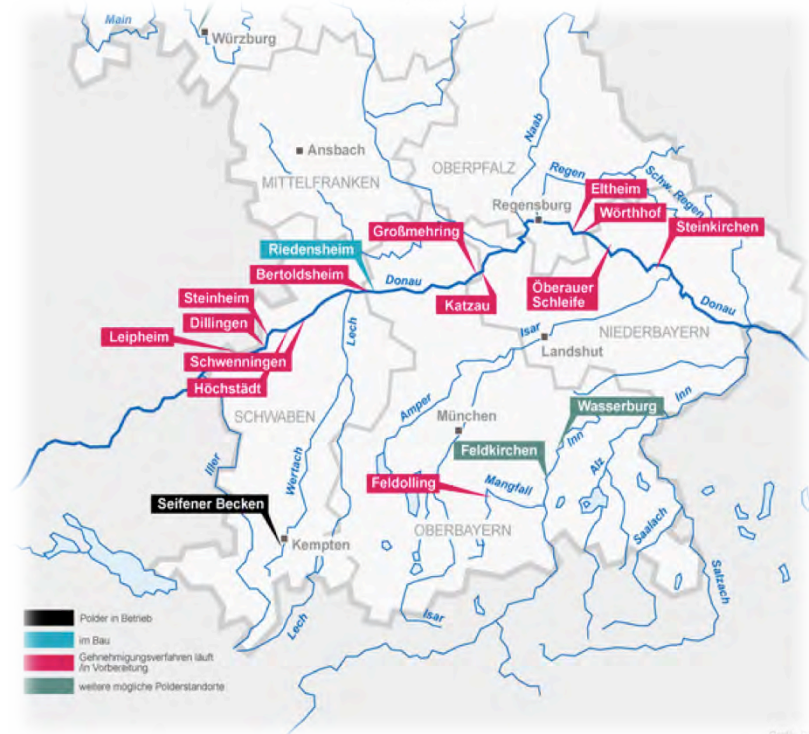 Main
Würzburg
Ansbach
MITTELFRANKEN
OBERPFALZ
Naab
Regen
Schw. Regen
Eltheim
Regensburg
Wörthhof
Großmehring
Steinkirchen
Riedensheim
Bertoldsheim
Donau
Katzau
Öberauer
Schleife
Donau
Steinheim
Dillingen
Leipheim
Schwenningen
Höchstädt
Lech
Isar
NIEDERBAYERN
Landshut
SCHWABEN
Amper
München
Wasserburg
Inn
Inn
Feldkirchen
Alz
Iller
Wertach
Feldolling
Mangfall
Seifener Becken
Kempten
OBERBAYERN
Saalach
Salzach
Lech
Isar
Polder in Betrieb
im Bau
Gehnehmigungsverfahren läuft
/in Vorbereitung
weitere mögliche Polderstandorte